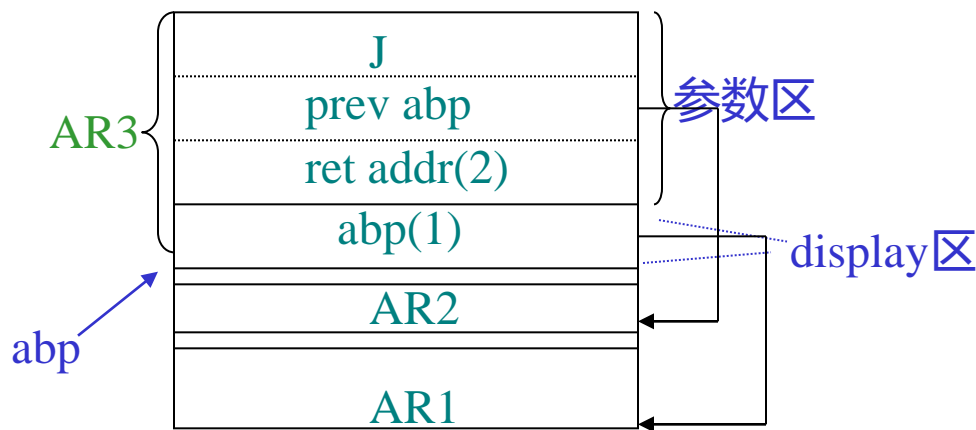 J
prev abp
参数区
AR3
ret addr(2)
abp(1)
display区
AR2
abp
AR1